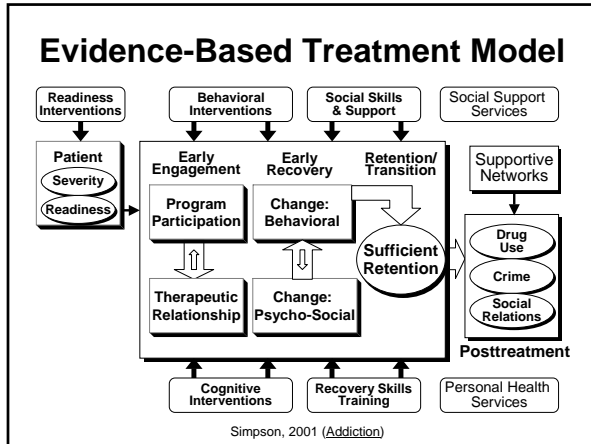 Evidence-Based Treatment Model
Readiness
Interventions
Behavioral
Interventions
Social Skills
& Support
Social Support
Services
Patient
Severity
Readiness
Early
Engagement
Early
Recovery
Retention/
Transition
Program
Participation
Change:
Behavioral
Sufficient
Retention
Therapeutic
Relationship
Change:
Psycho-Social
Supportive
Networks
Drug
Use
Crime
Social
Relations
Posttreatment
Cognitive
Interventions
Recovery Skills
Training
Personal Health
Services
Simpson, 2001 (Addiction)